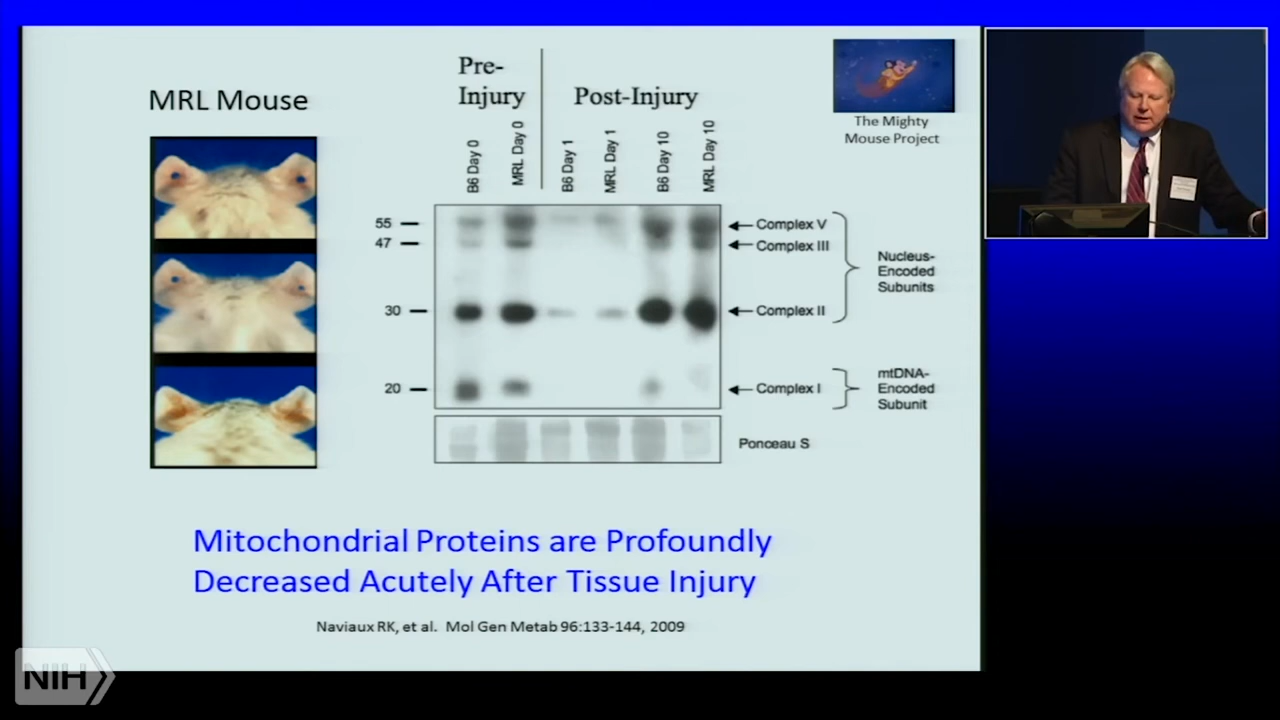 MRL Mouse
Pre-
Injury
Post-Injury
The Mighty
Mouse Project
B6 Day 0
MRL Day 0
B6 Day 1
MRL Day 1
B6 Day 10
MRL Day 10
55
47
30
20
Complex V
Complex III
Complex II
Complex I
Nucleus-
Encoded
Subunits
mtDNA-
Encoded
Subunit
Ponceau S
Mitochondrial Proteins are Profoundly
Decreased Acutely After Tissue Injury
Naviaux RK, et al. Mol Gen Metab 96:133-144, 2009
NIH